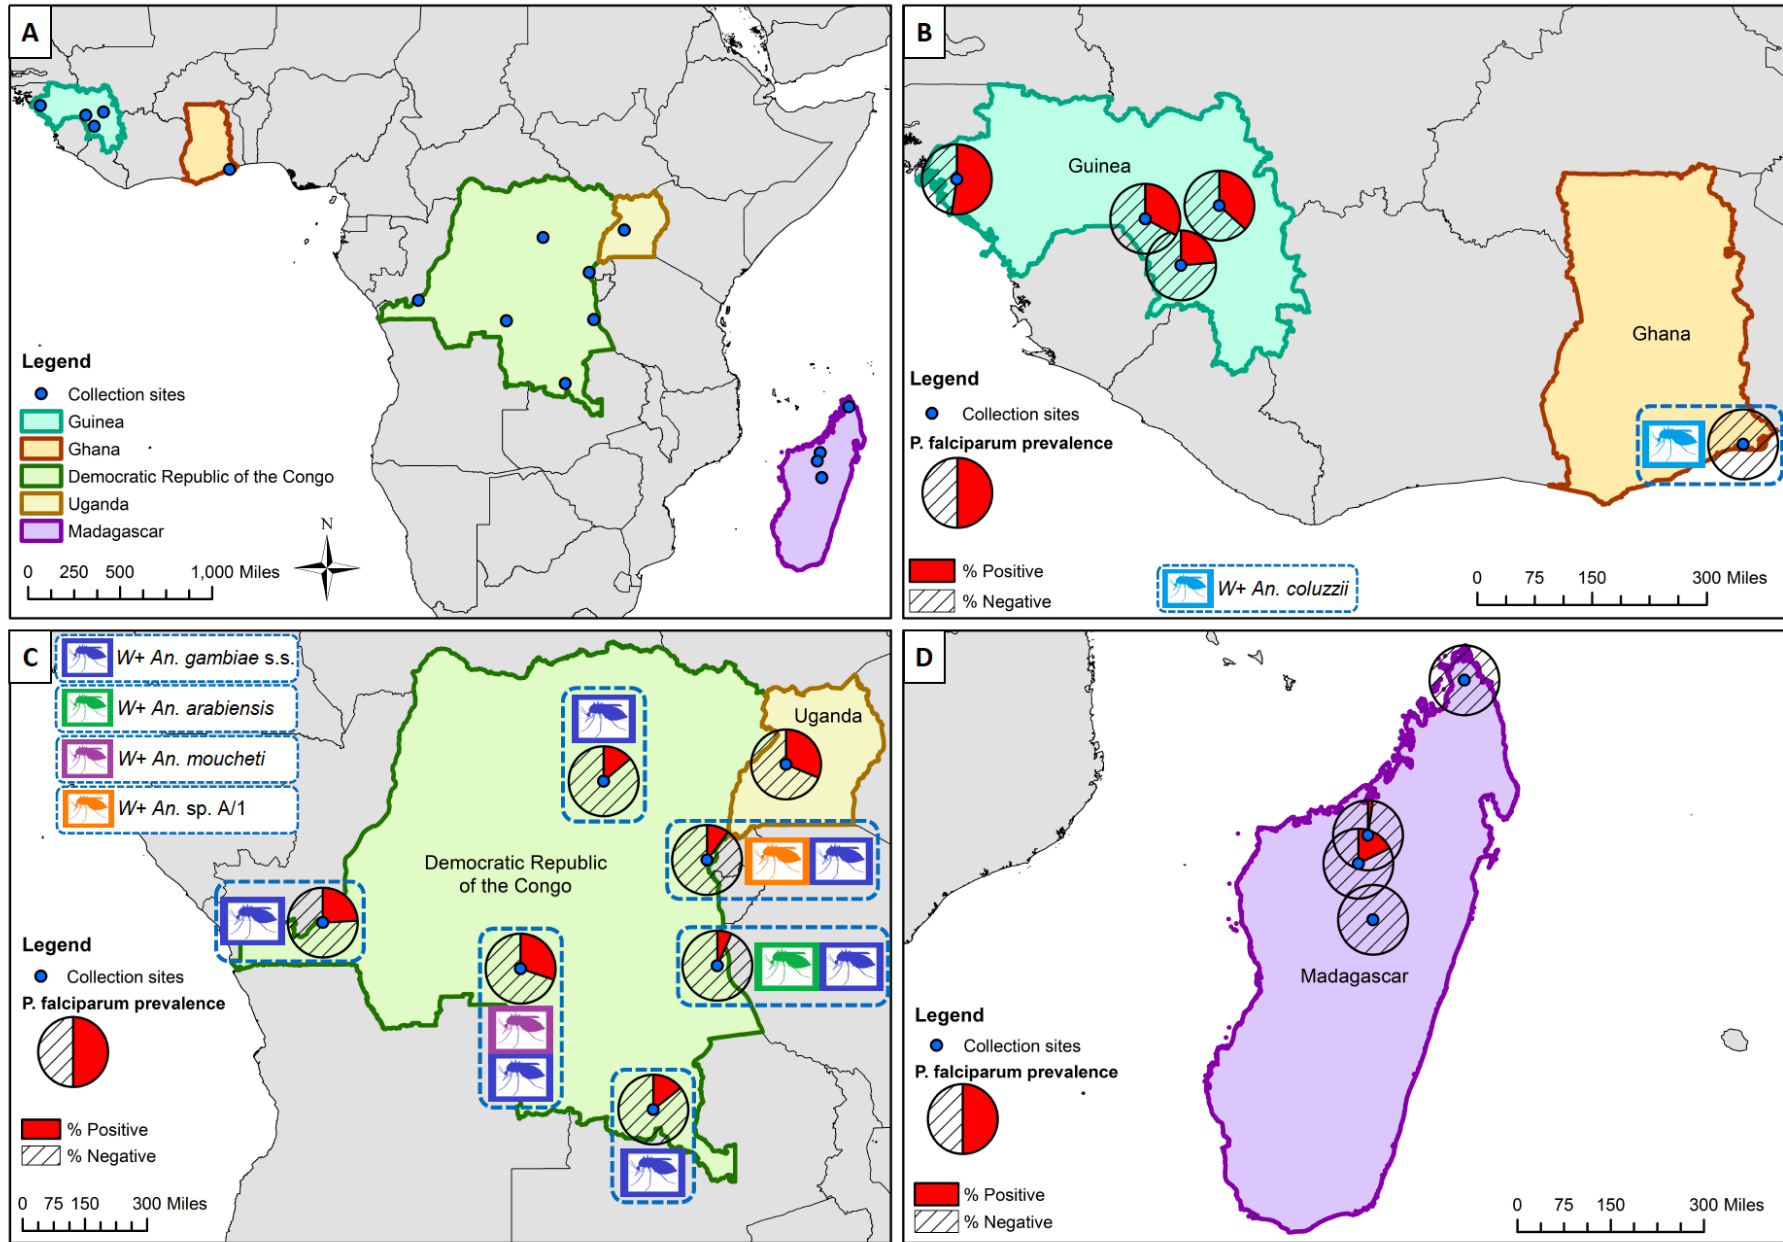 A
N
Legend
Collection sites
Guinea
Ghana
Democratic Republic of the Congo
Uganda
Madagascar
0 250 500 1,000 Miles
B
Guinea
Ghana
Legend
Collection sites
P. falciparum prevalence
% Positive
% Negative
W+ An. coluzzii
0 75 150 300 Miles
C
W+ An. gambiae s.s.
W+ An. arabiensis
W+ An. moucheti
W+ An. sp. A/1
Uganda
Democratic Republic
of the Congo
Legend
Collection sites
P. falciparum prevalence
% Positive
% Negative
0 75 150 300 Miles
D
Madagascar
Legend
Collection sites
P. falciparum prevalence
% Positive
% Negative
0 75 150 300 Miles